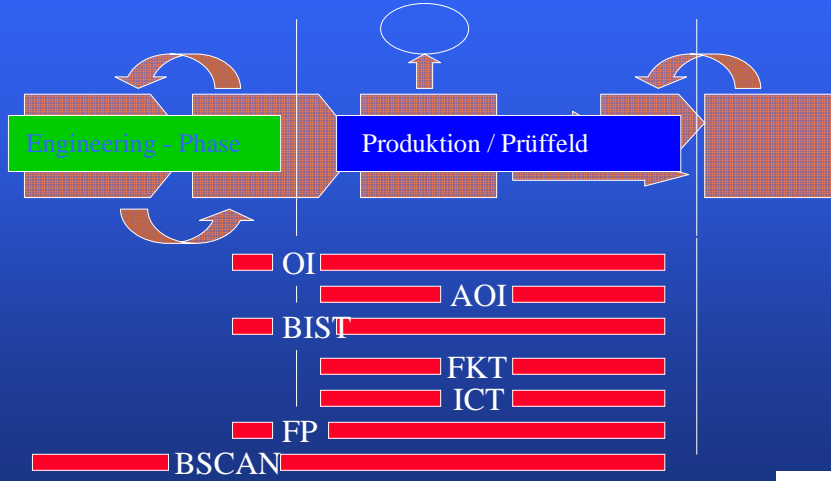 Engineering - Phase
Produktion / Prüffeld
OI
AOI
BIST
FKT
ICT
FP
BSCAN